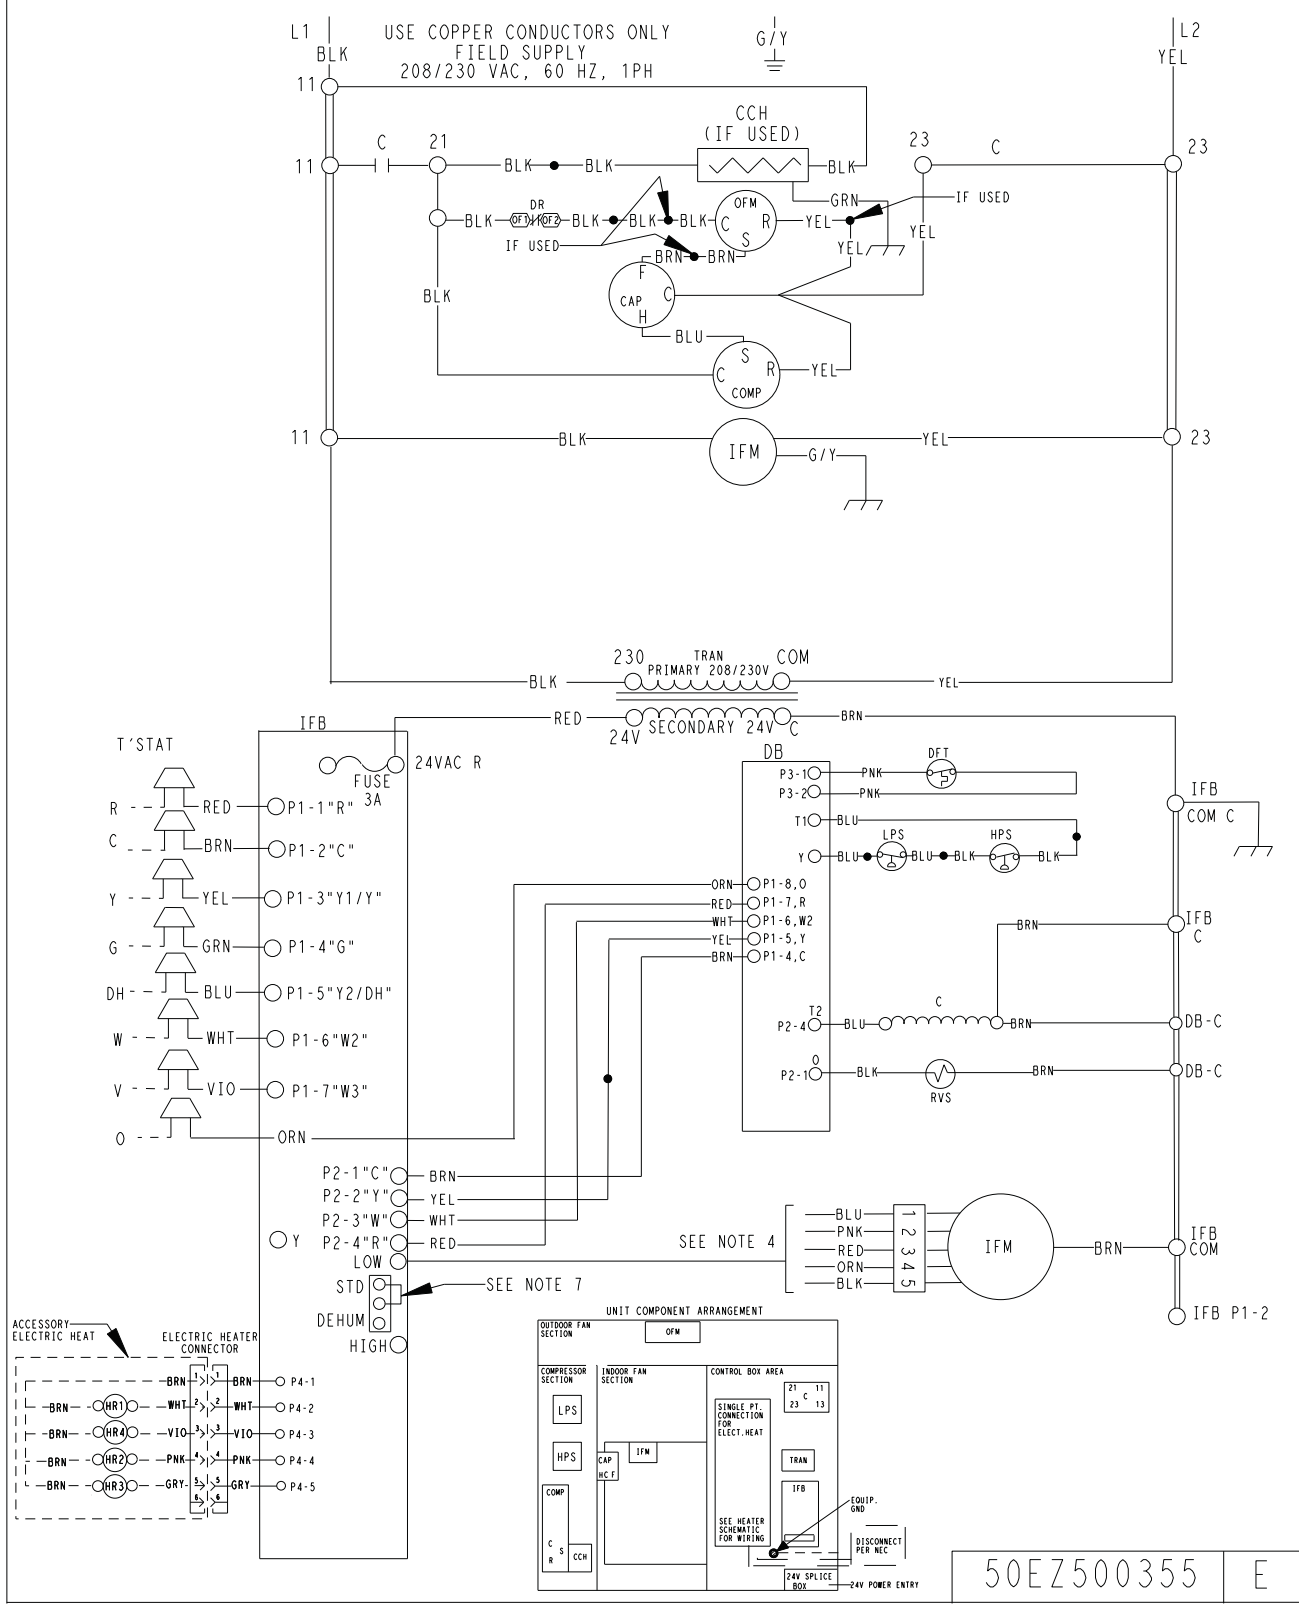 L1
BLK
USE COPPER CONDUCTORS ONLY
FIELD SUPPLY
208/230 VAC, 60 HZ, 1PH
G/Y
L2
YEL
11
CCH
(IF USED)
11
C
21
BLK
BLK
BLK
23
C
23
GRN
IF USED
BLK
DR
OF1
OF2
BLK
BLK
BLK
OFM
C
R
S
YEL
IF USED
BRN
BRN
YEL
YEL
BLK
F
CAP
C
H
BLU
S
C
R
COMP
YEL
11
BLK
IFM
YEL
23
G/Y
230
TRAN
PRIMARY 208/230V
COM
BLK
YEL
RED
24V
SECONDARY 24V
C
BRN
IFB
T'STAT
FUSE
3A
24VAC R
R
RED
P1-1"R"
C
BRN
P1-2"C"
Y
YEL
P1-3"Y1/Y"
G
GRN
P1-4"G"
DH
BLU
P1-5"Y2/DH"
W
WHT
P1-6"W2"
V
VIO
P1-7"W3"
O
ORN
DB
P3-1
PNK
DFT
P3-2
PNK
T1
BLU
LPS
HPS
Y
BLU
BLU
BLK
BLK
ORN
P1-8,O
RED
P1-7,R
WHT
P1-6,W2
YEL
P1-5,Y
BRN
P1-4,C
IFB
COM C
BRN
IFB
C
T2
P2-4
BLU
C
BRN
DB-C
O
P2-1
BLK
RVS
BRN
DB-C
P2-1"C"
BRN
P2-2"Y"
YEL
P2-3"W"
WHT
Y
P2-4"R"
RED
LOW
STD
SEE NOTE 7
DEHUM
HIGH
SEE NOTE 4
BLU
PNK
RED
ORN
BLK
1
2
3
4
5
IFM
BRN
IFB
COM
IFB P1-2
ACCESSORY
ELECTRIC HEAT
ELECTRIC HEATER
CONNECTOR
BRN
1
1
BRN
P4-1
BRN
HR1
WHT
2
2
WHT
P4-2
BRN
HR4
VIO
3
3
VIO
P4-3
BRN
HR2
PNK
4
4
PNK
P4-4
BRN
HR3
GRY
5
5
GRY
P4-5
6
6
UNIT COMPONENT ARRANGEMENT
OUTDOOR FAN
SECTION
OFM
COMPRESSOR
SECTION
INDOOR FAN
SECTION
CONTROL BOX AREA
LPS
HPS
COMP
C
S
R
CCH
CAP
H C F
IFM
SINGLE PT.
CONNECTION
FOR
ELECT.HEAT
SEE HEATER
SCHEMATIC
FOR WIRING
21
11
C
23
13
TRAN
IFB
EQUIP.
GND
DISCONNECT
PER NEC
24V SPLICE
BOX
24V POWER ENTRY
50EZ500355
E